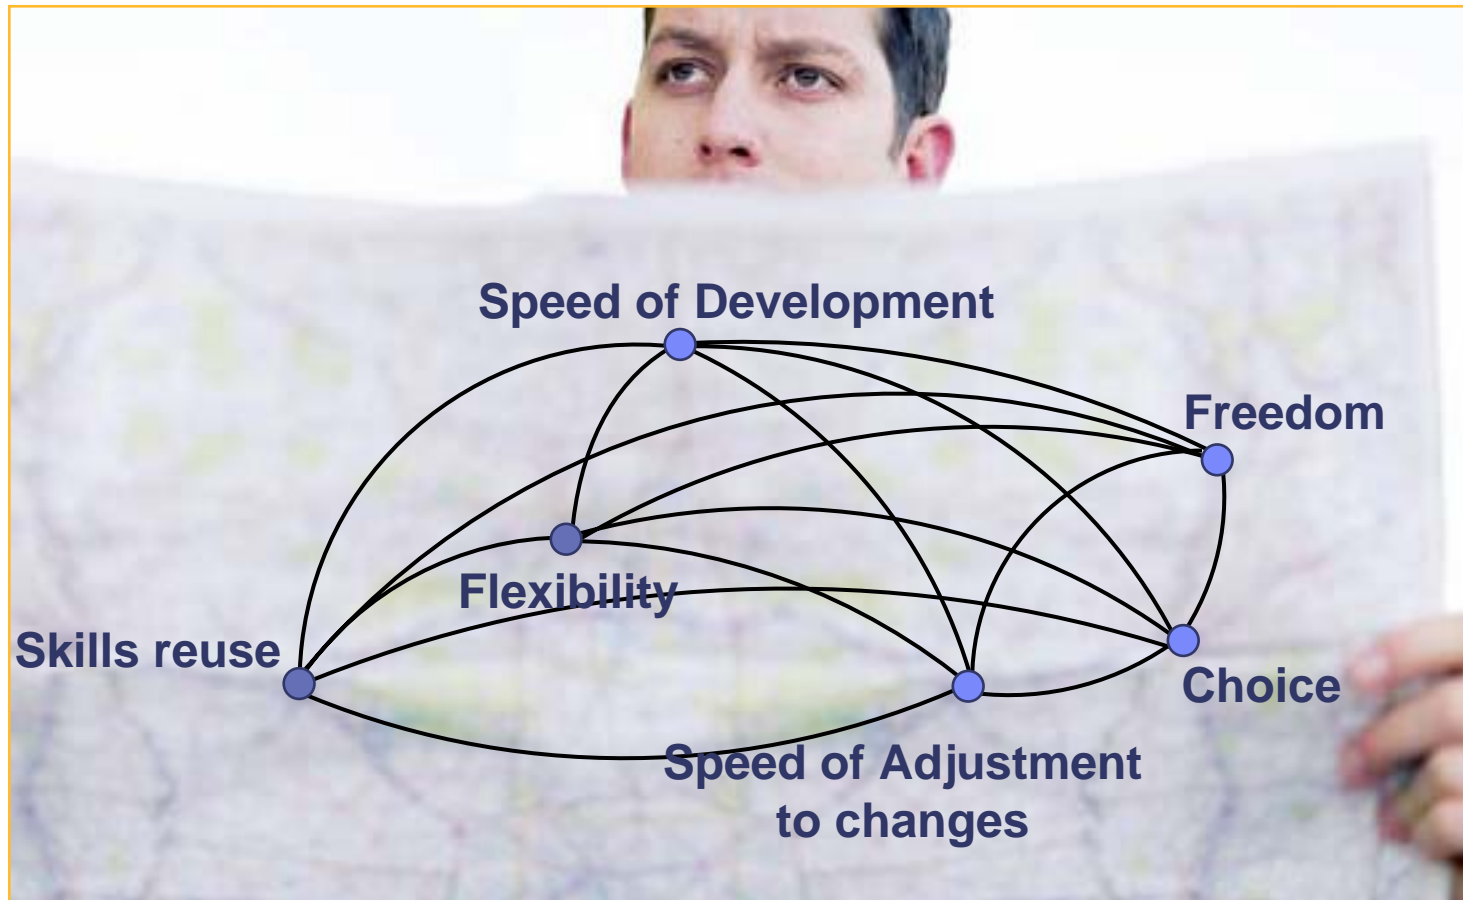 Speed of Development
Freedom
Flexibility
Skills reuse
Choice
Speed of Adjustment
to changes